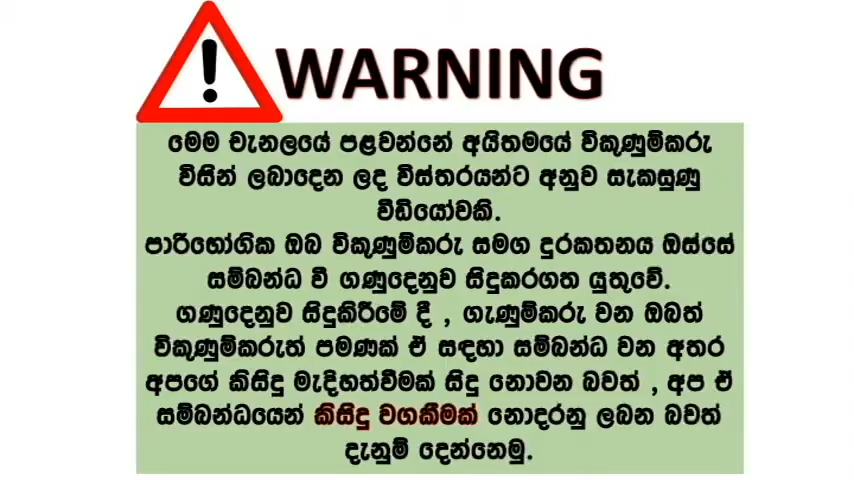 WARNING
මෙම චැනලයේ පළවන්නේ අයිතමයේ විකුණුම්කරු
විසින් ලබාදෙන ලද විස්තරයන්ට අනුව සැකසුණු
වීඩියෝවකි.
පාරිභෝගික ඔබ විකුණුම්කරු සමග දුරකතනය ඔස්සේ
සම්බන්ධ වී ගණුදෙනුව සිදුකරගත යුතුවේ.
ගණුදෙනුව සිදුකිරීමේ දී , ගැණුම්කරු වන ඔබත්
විකුණුම්කරුත් පමණක් ඒ සඳහා සම්බන්ධ වන අතර
අපගේ කිසිදු මැදිහත්වීමක් සිදු නොවන බවත් , අප ඒ
සම්බන්ධයෙන් කිසිදු වගකීමක් නොදරනු ලබන බවත්
දැනුම් දෙන්නෙමු.